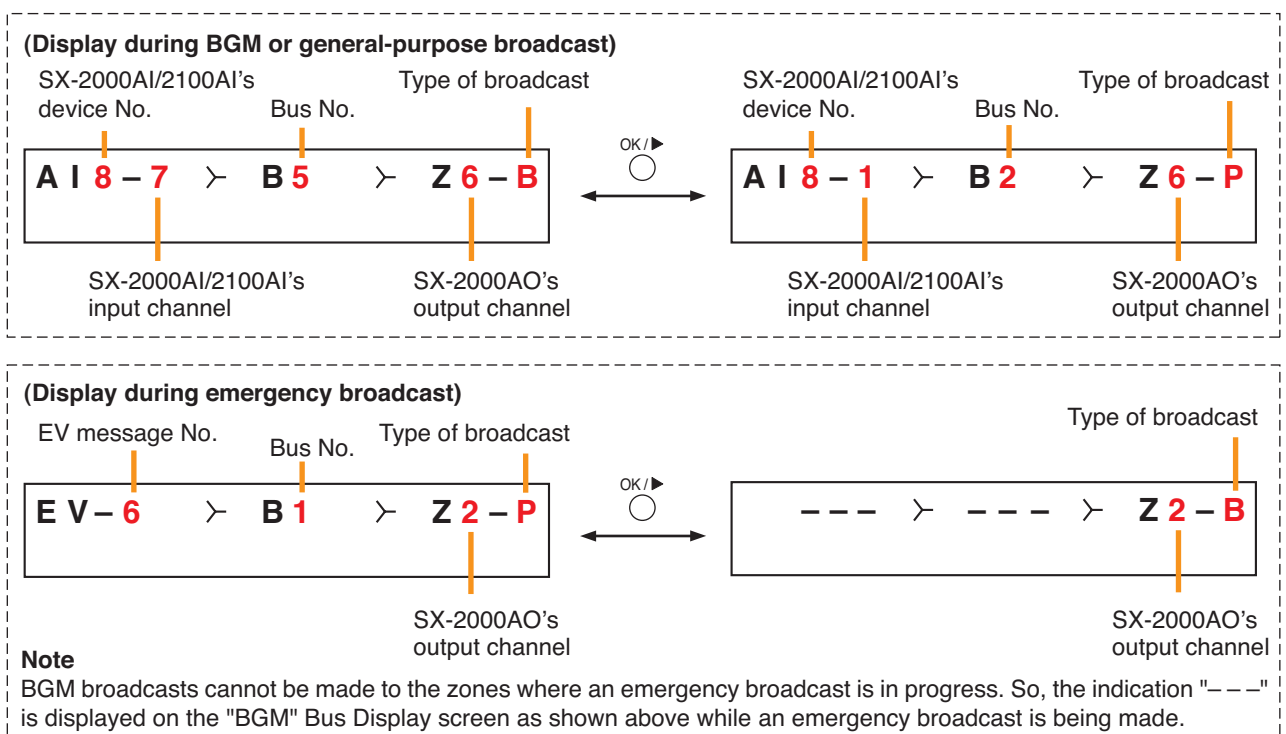 (Display during BGM or general-purpose broadcast)
SX-2000AI/2100AI's
device No.
Bus No.
Type of broadcast
A I 8 – 7 ≻ B 5 ≻ Z 6 – B
SX-2000AI/2100AI's
input channel
SX-2000AO's
output channel
OK / ▶
SX-2000AI/2100AI's
device No.
Bus No.
Type of broadcast
A I 8 – 1 ≻ B 2 ≻ Z 6 – P
SX-2000AI/2100AI's
input channel
SX-2000AO's
output channel
(Display during emergency broadcast)
EV message No.
Bus No.
Type of broadcast
E V – 6 ≻ B 1 ≻ Z 2 – P
SX-2000AO's
output channel
OK / ▶
Type of broadcast
– – – ≻ – – – ≻ Z 2 – B
SX-2000AO's
output channel
Note
BGM broadcasts cannot be made to the zones where an emergency broadcast is in progress. So, the indication "– – –"
is displayed on the "BGM" Bus Display screen as shown above while an emergency broadcast is being made.